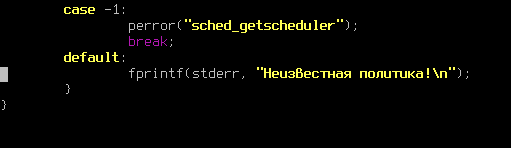 case -1:
perror("sched_getscheduler");
break;
default:
fprintf(stderr, "Неизвестная политика!\n");
}
}